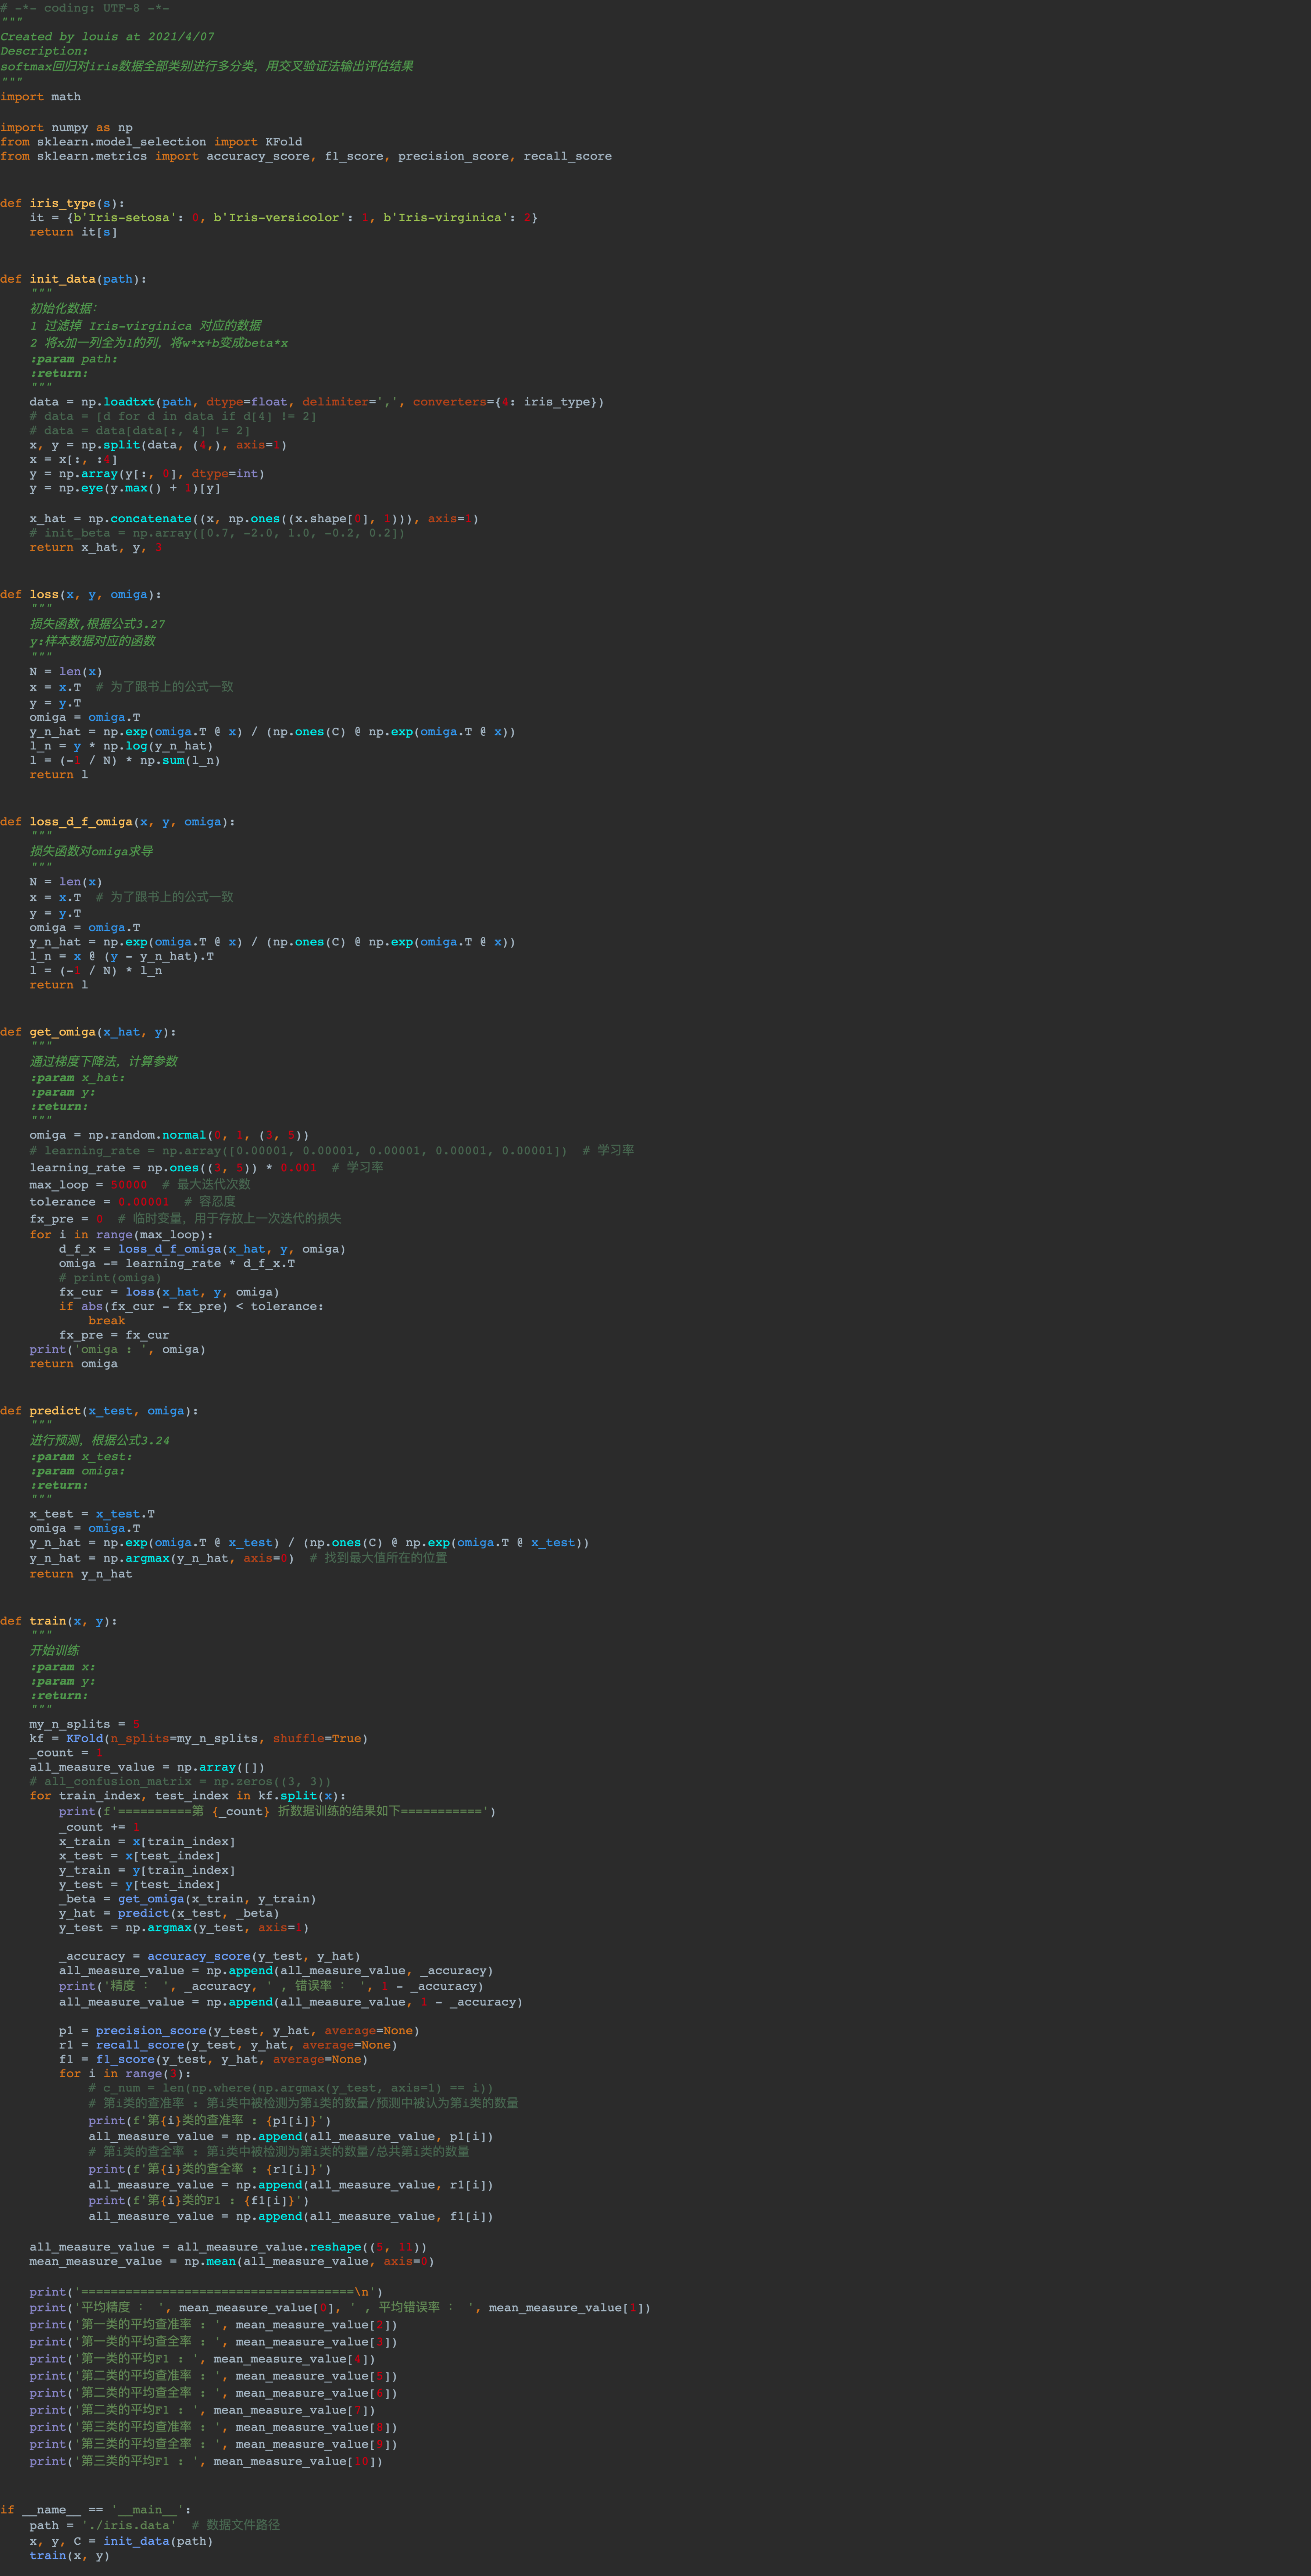 # -*- coding: UTF-8 -*-
"""
Created by louis at 2021/4/07
Description:
softmax回归对iris数据全部类别进行多分类，用交叉验证法输出评估结果
"""
import math

import numpy as np
from sklearn.model_selection import KFold
from sklearn.metrics import accuracy_score, f1_score, precision_score, recall_score


def iris_type(s):
    it = {b'Iris-setosa': 0, b'Iris-versicolor': 1, b'Iris-virginica': 2}
    return it[s]


def init_data(path):
    """
    初始化数据：
    1 过滤掉 Iris-virginica 对应的数据
    2 将x加一列全为1的列，将w*x+b变成beta*x
    :param path:
    :return:
    """
    data = np.loadtxt(path, dtype=float, delimiter=',', converters={4: iris_type})
    # data = [d for d in data if d[4] != 2]
    # data = data[data[:, 4] != 2]
    x, y = np.split(data, (4,), axis=1)
    x = x[:, :4]
    y = np.array(y[:, 0], dtype=int)
    y = np.eye(y.max() + 1)[y]

    x_hat = np.concatenate((x, np.ones((x.shape[0], 1))), axis=1)
    # init_beta = np.array([0.7, -2.0, 1.0, -0.2, 0.2])
    return x_hat, y, 3


def loss(x, y, omiga):
    """
    损失函数,根据公式3.27
    y:样本数据对应的函数
    """
    N = len(x)
    x = x.T  # 为了跟书上的公式一致
    y = y.T
    omiga = omiga.T
    y_n_hat = np.exp(omiga.T @ x) / (np.ones(C) @ np.exp(omiga.T @ x))
    l_n = y * np.log(y_n_hat)
    l = (-1 / N) * np.sum(l_n)
    return l


def loss_d_f_omiga(x, y, omiga):
    """
    损失函数对omiga求导
    """
    N = len(x)
    x = x.T  # 为了跟书上的公式一致
    y = y.T
    omiga = omiga.T
    y_n_hat = np.exp(omiga.T @ x) / (np.ones(C) @ np.exp(omiga.T @ x))
    l_n = x @ (y - y_n_hat).T
    l = (-1 / N) * l_n
    return l


def get_omiga(x_hat, y):
    """
    通过梯度下降法，计算参数
    :param x_hat:
    :param y:
    :return:
    """
    omiga = np.random.normal(0, 1, (3, 5))
    # learning_rate = np.array([0.00001, 0.00001, 0.00001, 0.00001, 0.00001])  # 学习率
    learning_rate = np.ones((3, 5)) * 0.001  # 学习率
    max_loop = 50000  # 最大迭代次数
    tolerance = 0.00001  # 容忍度
    fx_pre = 0  # 临时变量，用于存放上一次迭代的损失
    for i in range(max_loop):
        d_f_x = loss_d_f_omiga(x_hat, y, omiga)
        omiga -= learning_rate * d_f_x.T
        # print(omiga)
        fx_cur = loss(x_hat, y, omiga)
        if abs(fx_cur - fx_pre) < tolerance:
            break
        fx_pre = fx_cur
    print('omiga : ', omiga)
    return omiga


def predict(x_test, omiga):
    """
    进行预测，根据公式3.24
    :param x_test:
    :param omiga:
    :return:
    """
    x_test = x_test.T
    omiga = omiga.T
    y_n_hat = np.exp(omiga.T @ x_test) / (np.ones(C) @ np.exp(omiga.T @ x_test))
    y_n_hat = np.argmax(y_n_hat, axis=0)  # 找到最大值所在的位置
    return y_n_hat


def train(x, y):
    """
    开始训练
    :param x:
    :param y:
    :return:
    """
    my_n_splits = 5
    kf = KFold(n_splits=my_n_splits, shuffle=True)
    _count = 1
    all_measure_value = np.array([])
    # all_confusion_matrix = np.zeros((3, 3))
    for train_index, test_index in kf.split(x):
        print(f'==========第 {_count} 折数据训练的结果如下===========')
        _count += 1
        x_train = x[train_index]
        x_test = x[test_index]
        y_train = y[train_index]
        y_test = y[test_index]
        _beta = get_omiga(x_train, y_train)
        y_hat = predict(x_test, _beta)
        y_test = np.argmax(y_test, axis=1)

        _accuracy = accuracy_score(y_test, y_hat)
        all_measure_value = np.append(all_measure_value, _accuracy)
        print('精度 ： ', _accuracy, ' , 错误率 ： ', 1 - _accuracy)
        all_measure_value = np.append(all_measure_value, 1 - _accuracy)

        p1 = precision_score(y_test, y_hat, average=None)
        r1 = recall_score(y_test, y_hat, average=None)
        f1 = f1_score(y_test, y_hat, average=None)
        for i in range(3):
            # c_num = len(np.where(np.argmax(y_test, axis=1) == i))
            # 第i类的查准率 : 第i类中被检测为第i类的数量/预测中被认为第i类的数量
            print(f'第{i}类的查准率 : {p1[i]}')
            all_measure_value = np.append(all_measure_value, p1[i])
            # 第i类的查全率 : 第i类中被检测为第i类的数量/总共第i类的数量
            print(f'第{i}类的查全率 : {r1[i]}')
            all_measure_value = np.append(all_measure_value, r1[i])
            print(f'第{i}类的F1 : {f1[i]}')
            all_measure_value = np.append(all_measure_value, f1[i])

    all_measure_value = all_measure_value.reshape((5, 11))
    mean_measure_value = np.mean(all_measure_value, axis=0)

    print('=====================================\n')
    print('平均精度 ： ', mean_measure_value[0], ' , 平均错误率 ： ', mean_measure_value[1])
    print('第一类的平均查准率 : ', mean_measure_value[2])
    print('第一类的平均查全率 : ', mean_measure_value[3])
    print('第一类的平均F1 : ', mean_measure_value[4])
    print('第二类的平均查准率 : ', mean_measure_value[5])
    print('第二类的平均查全率 : ', mean_measure_value[6])
    print('第二类的平均F1 : ', mean_measure_value[7])
    print('第三类的平均查准率 : ', mean_measure_value[8])
    print('第三类的平均查全率 : ', mean_measure_value[9])
    print('第三类的平均F1 : ', mean_measure_value[10])


if __name__ == '__main__':
    path = './iris.data'  # 数据文件路径
    x, y, C = init_data(path)
    train(x, y)